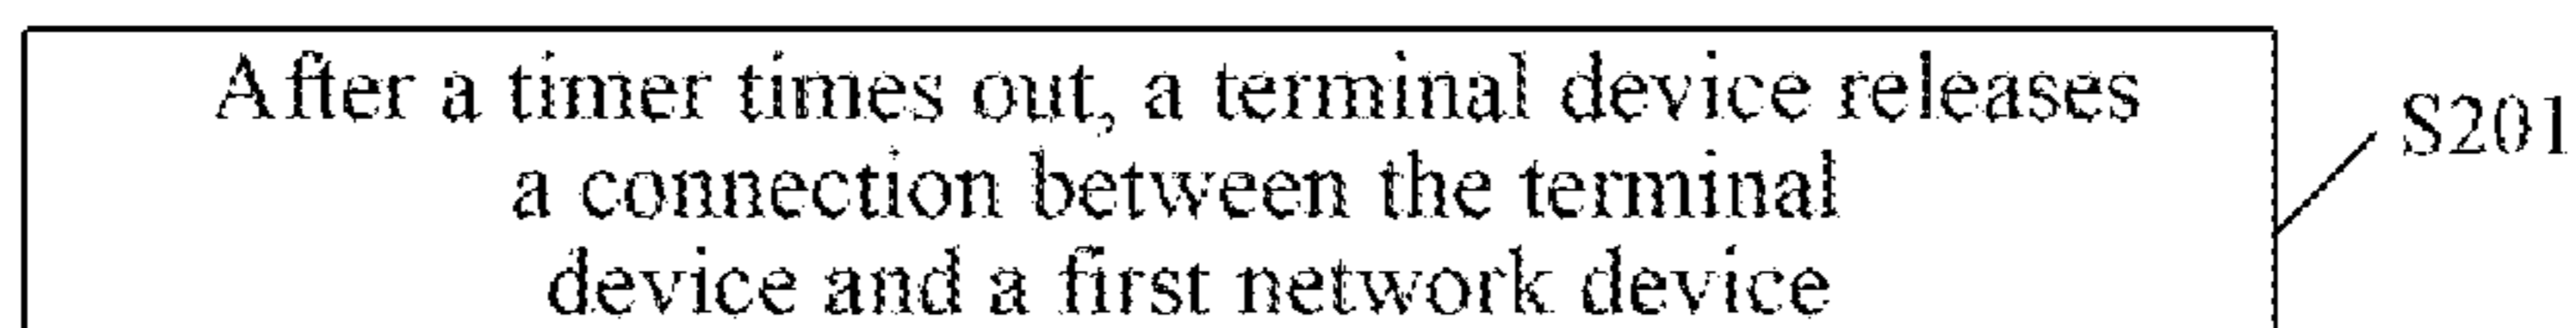 After a timer times out, a terminal device releases
a connection between the terminal
device and a first network device
S201